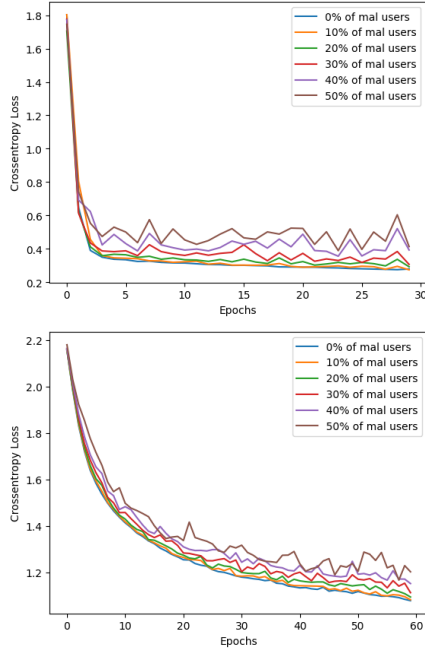 1.8
1.6
1.4
1.2
1.0
0.8
0.6
0.4
0.2
Crossentropy Loss
0% of mal users
10% of mal users
20% of mal users
30% of mal users
40% of mal users
50% of mal users
0 5 10 15 20 25 30
Epochs
2.2
2.0
1.8
1.6
1.4
1.2
Crossentropy Loss
0% of mal users
10% of mal users
20% of mal users
30% of mal users
40% of mal users
50% of mal users
0 10 20 30 40 50 60
Epochs